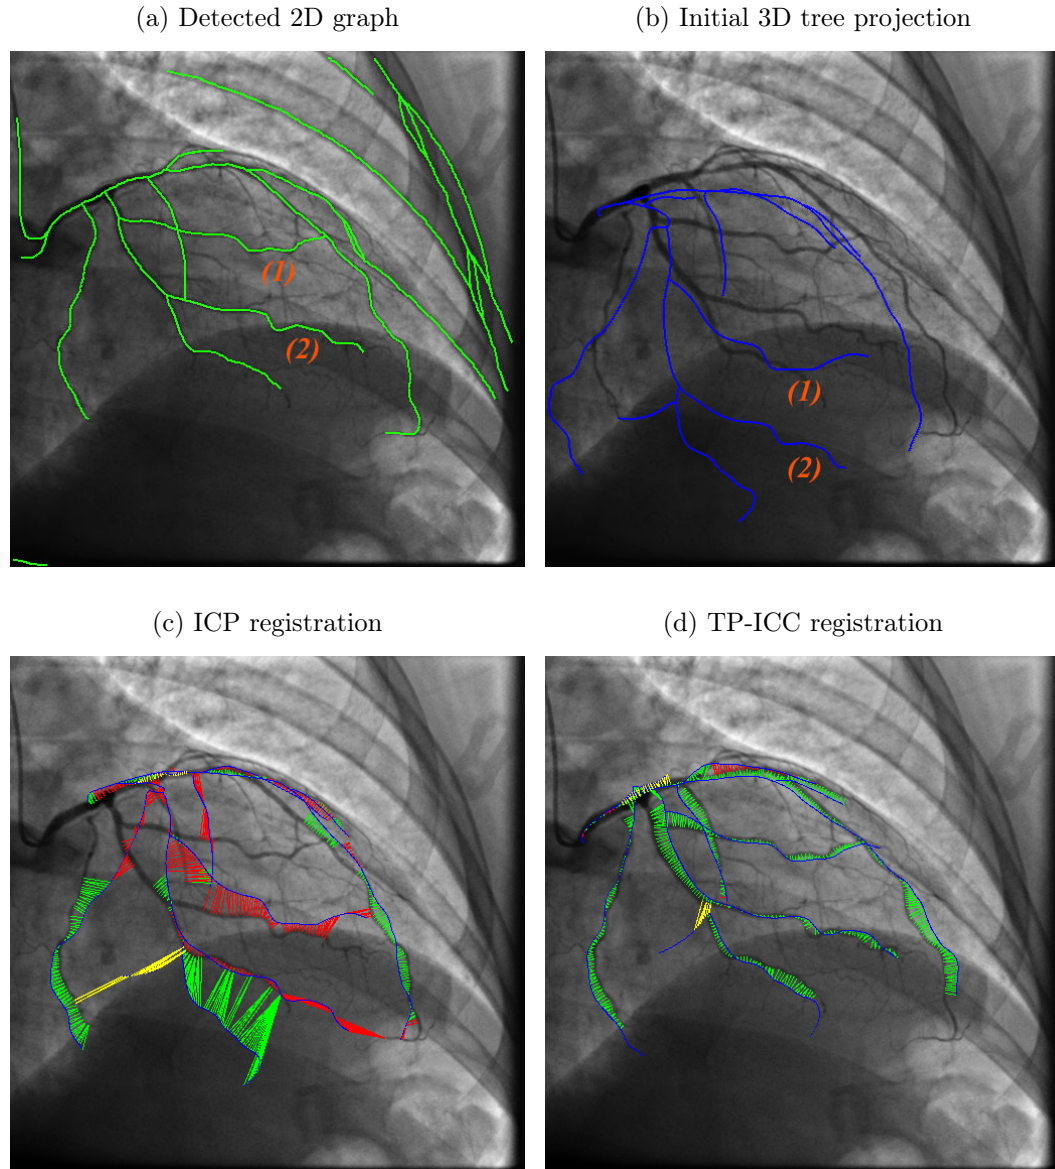 (a) Detected 2D graph
(b) Initial 3D tree projection
(1)
(2)
(1)
(2)
(c) ICP registration
(d) TP-ICC registration